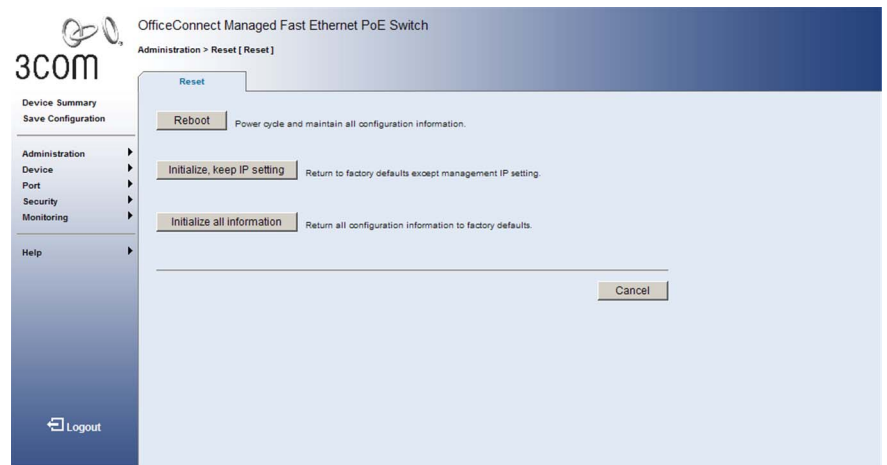 3COM
OfficeConnect Managed Fast Ethernet PoE Switch
Administration > Reset [ Reset ]
Reset
Device Summary
Save Configuration
Administration
Device
Port
Security
Monitoring
Help
Logout
Reboot Power cycle and maintain all configuration information.
Initialize, keep IP setting Return to factory defaults except management IP setting.
Initialize all information Return all configuration information to factory defaults.
Cancel